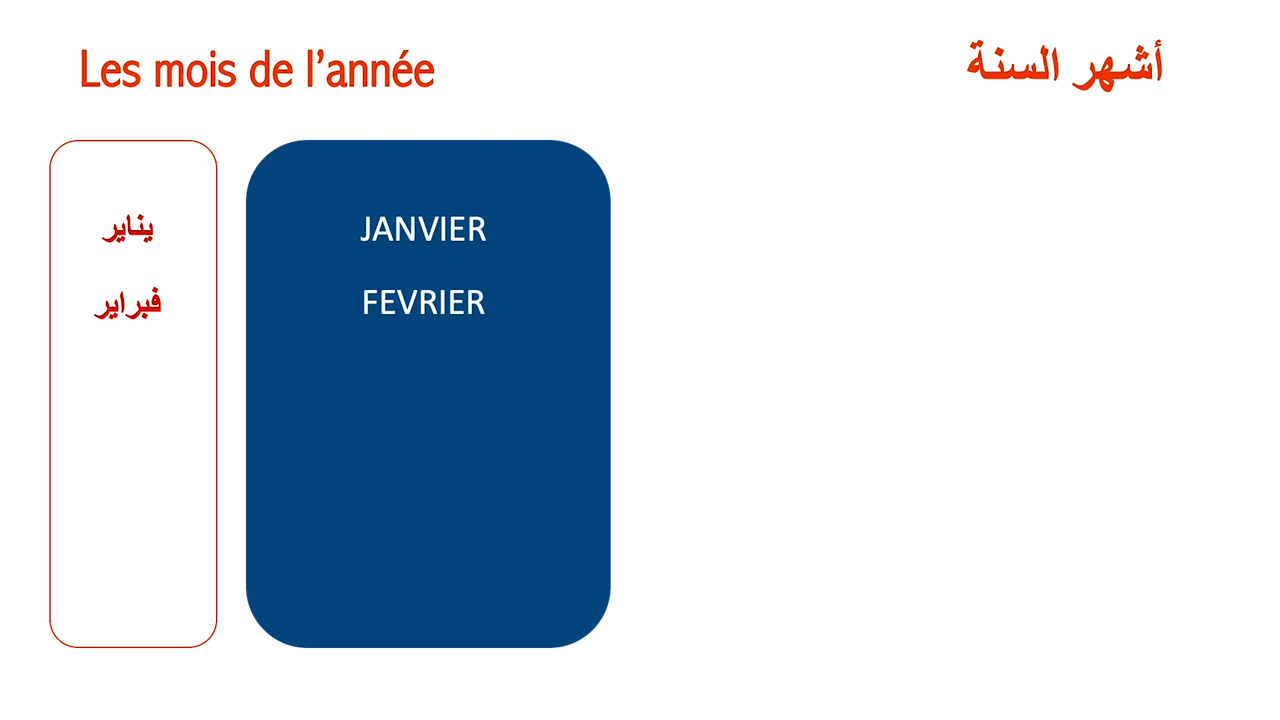 Les mois de l'année
أشهر السنة
يناير
JANVIER
فبراير
FEVRIER